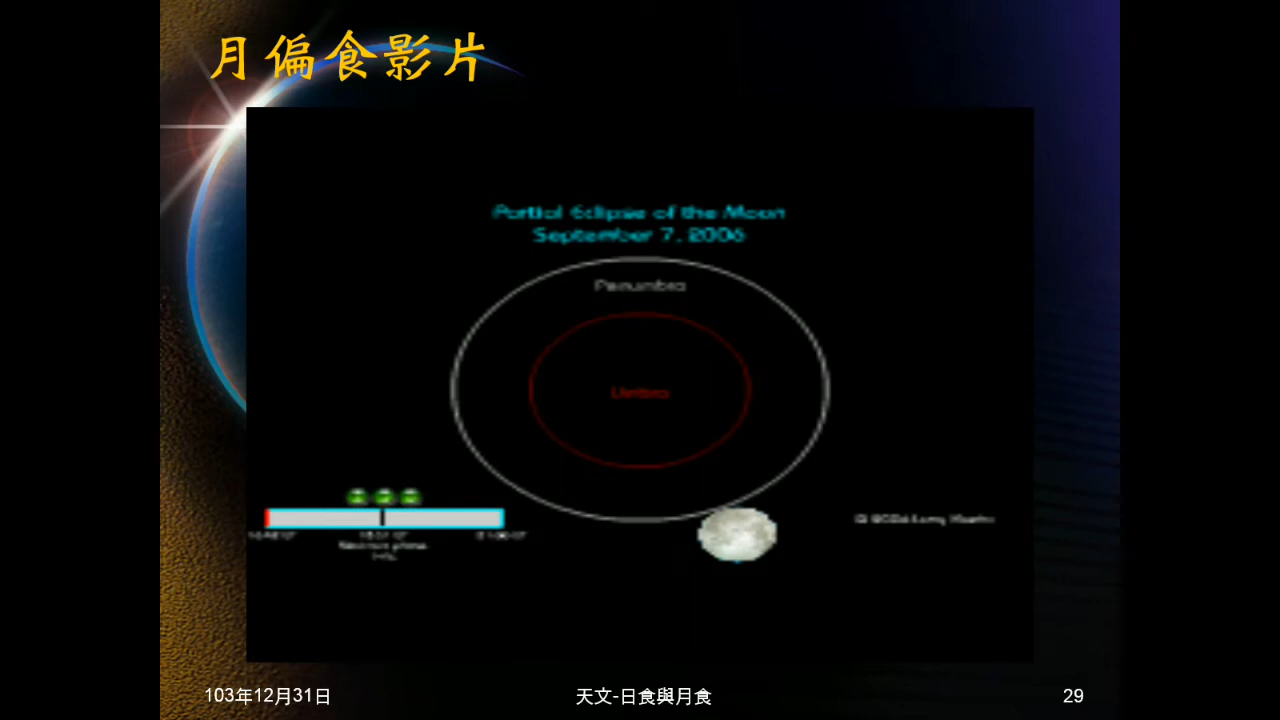 月偏食影片
Partial Eclipse of the Moon
September 7, 2006
Penumbra
Umbra
103年12月31日
天文-日食與月食
29